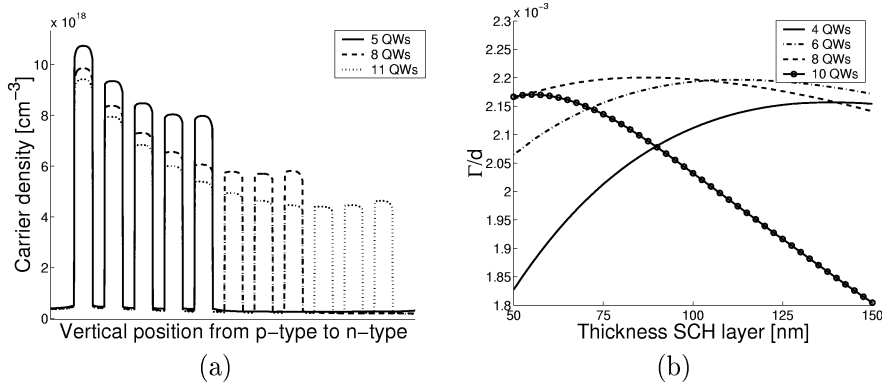 x 10^18
5 QWs
8 QWs
11 QWs
10
8
6
4
2
0
Carrier density [cm−3]
Vertical position from p−type to n−type
(a)
x 10^−3
4 QWs
6 QWs
8 QWs
10 QWs
2.3
2.25
2.2
2.15
2.1
2.05
2
1.95
1.9
1.85
1.8
Γ/d
50
75
100
125
150
Thickness SCH layer [nm]
(b)